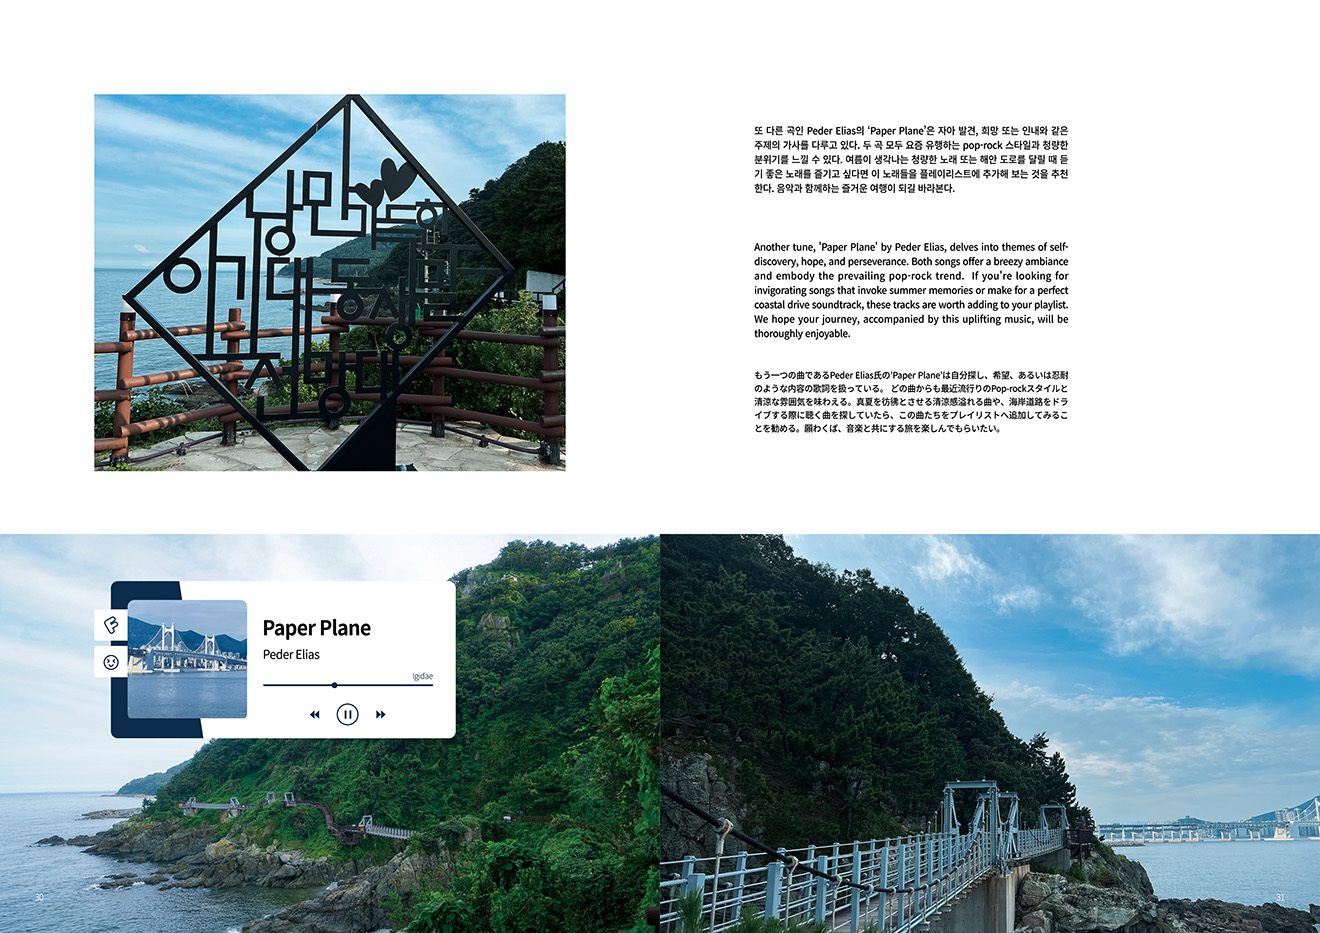 낭만
이기대 동생말
전망대
또 다른 곡인 Peder Elias의 ‘Paper Plane’은 자아 발견, 희망 또는 인내와 같은
주제의 가사를 다루고 있다. 두 곡 모두 요즘 유행하는 pop-rock 스타일과 청량한
분위기를 느낄 수 있다. 여름이 생각나는 청량한 노래 또는 해안 도로를 달릴 때 듣
기 좋은 노래를 즐기고 싶다면 이 노래들을 플레이리스트에 추가해 보는 것을 추천
한다. 음악과 함께하는 즐거운 여행이 되길 바라본다.
Another tune, 'Paper Plane' by Peder Elias, delves into themes of self-
discovery, hope, and perseverance. Both songs offer a breezy ambiance
and embody the prevailing pop-rock trend. If you're looking for
invigorating songs that invoke summer memories or make for a perfect
coastal drive soundtrack, these tracks are worth adding to your playlist.
We hope your journey, accompanied by this uplifting music, will be
thoroughly enjoyable.
もう一つの曲であるPeder Elias氏の'Paper Plane'は自分探し、希望、あるいは忍耐
のような内容の歌詞を扱っている。 どの曲からも最近流行りのPop-rockスタイルと
清涼な雰囲気を味わえる。真夏を彷彿とさせる清涼感溢れる曲や、海岸道路をドラ
イブする際に聴く曲を探していたら、この曲たちをプレイリストへ追加してみるこ
とを勧める。願わくば、音楽と共にする旅を楽しんでもらいたい。
Paper Plane
Peder Elias
Igidae
30
31